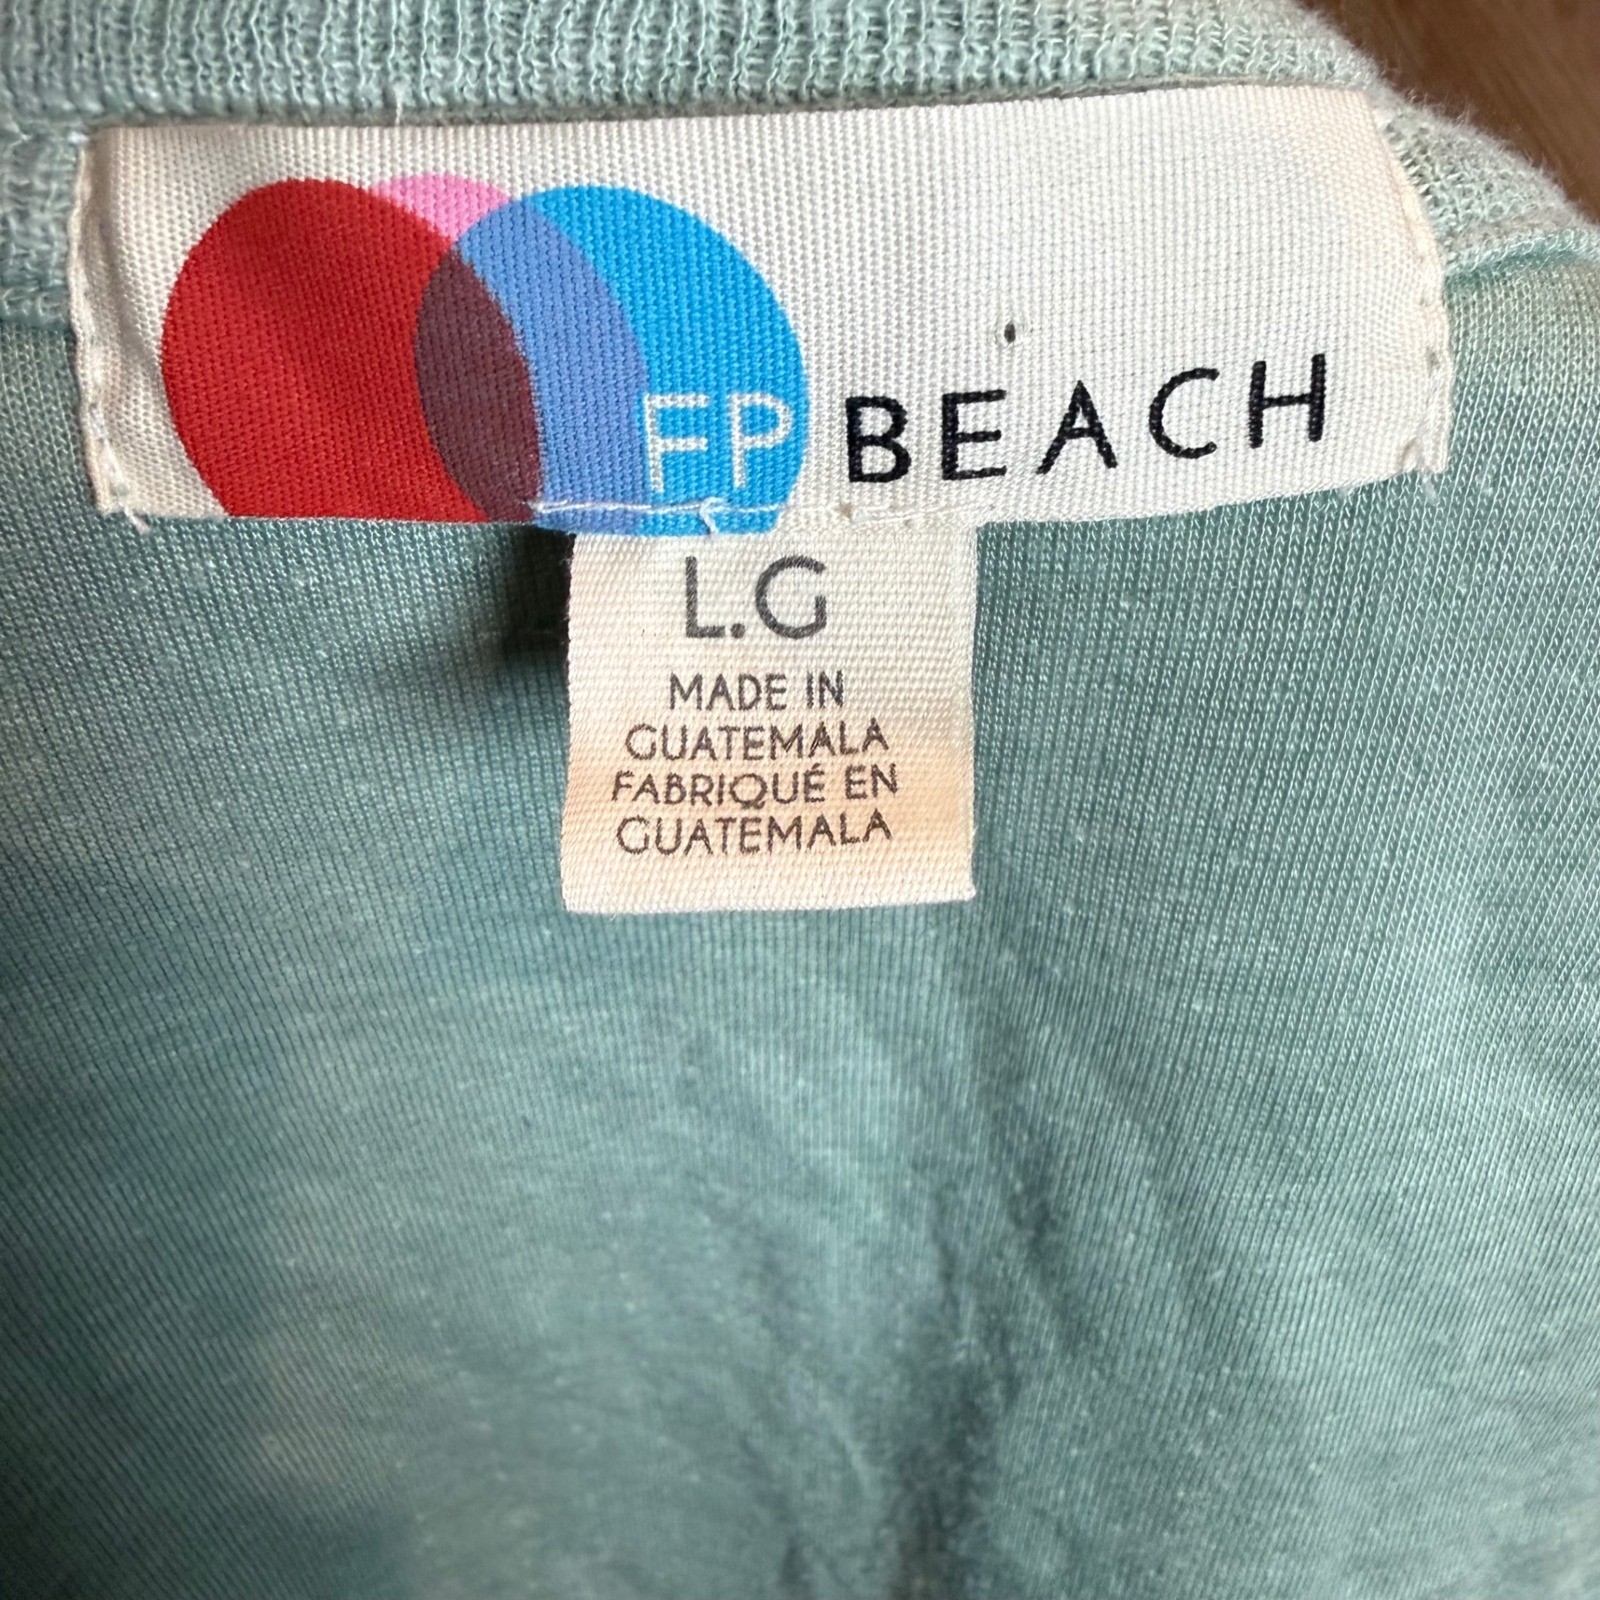 FP BEACH
L.G
MADE IN
GUATEMALA
FABRIQUÉ EN
GUATEMALA